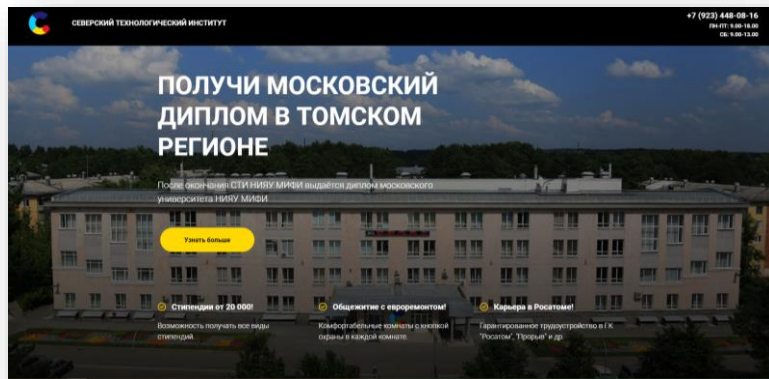 СЕВЕРСКИЙ ТЕХНОЛОГИЧЕСКИЙ ИНСТИТУТ
+7 (923) 448-08-16
ПН-ПТ: 9.00-18.00
СБ: 9.00-13.00
ПОЛУЧИ МОСКОВСКИЙ
ДИПЛОМ В ТОМСКОМ
РЕГИОНЕ
После окончания СТИ НИЯУ МИФИ выдаётся диплом московского
университета НИЯУ МИФИ
Узнать больше
Стипендии от 20 000!
Возможность получать все виды
стипендий.
Общежитие с евроремонтом!
Комфортабельные комнаты с кнопкой
охраны в каждой комнате.
Карьера в Росатоме!
Гарантированное трудоустройство в ГК
"Росатом", "Прорыв" и др.